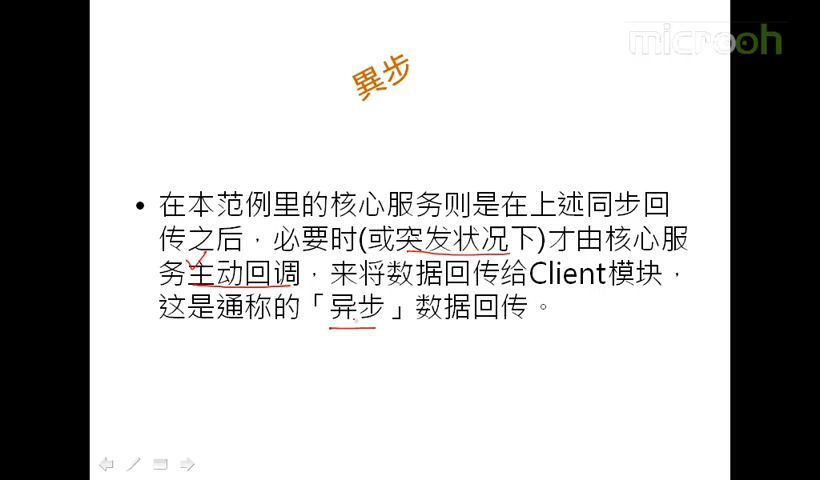 microoh
異步
• 在本范例里的核心服务则是在上述同步回
传之后，必要时(或突发状况下)才由核心服
务主动回调，来将数据回传给Client模块，
这是通称的「异步」数据回传。